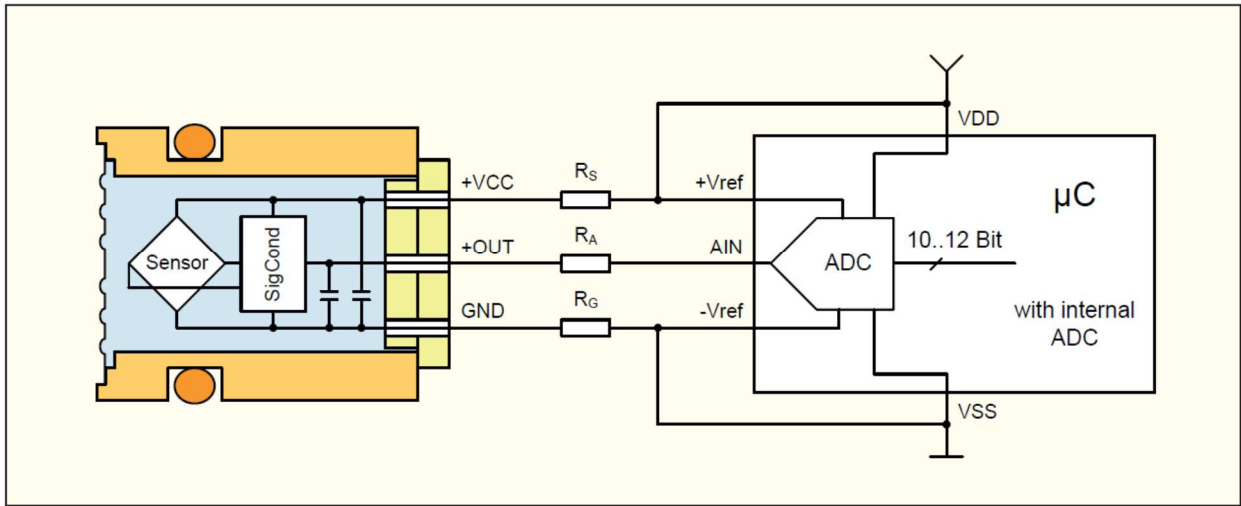 VDD
+VCC
R_S
+Vref
µC
+OUT
R_A
AIN
ADC
10..12 Bit
Sensor
SigCond
GND
R_G
-Vref
with internal
ADC
VSS